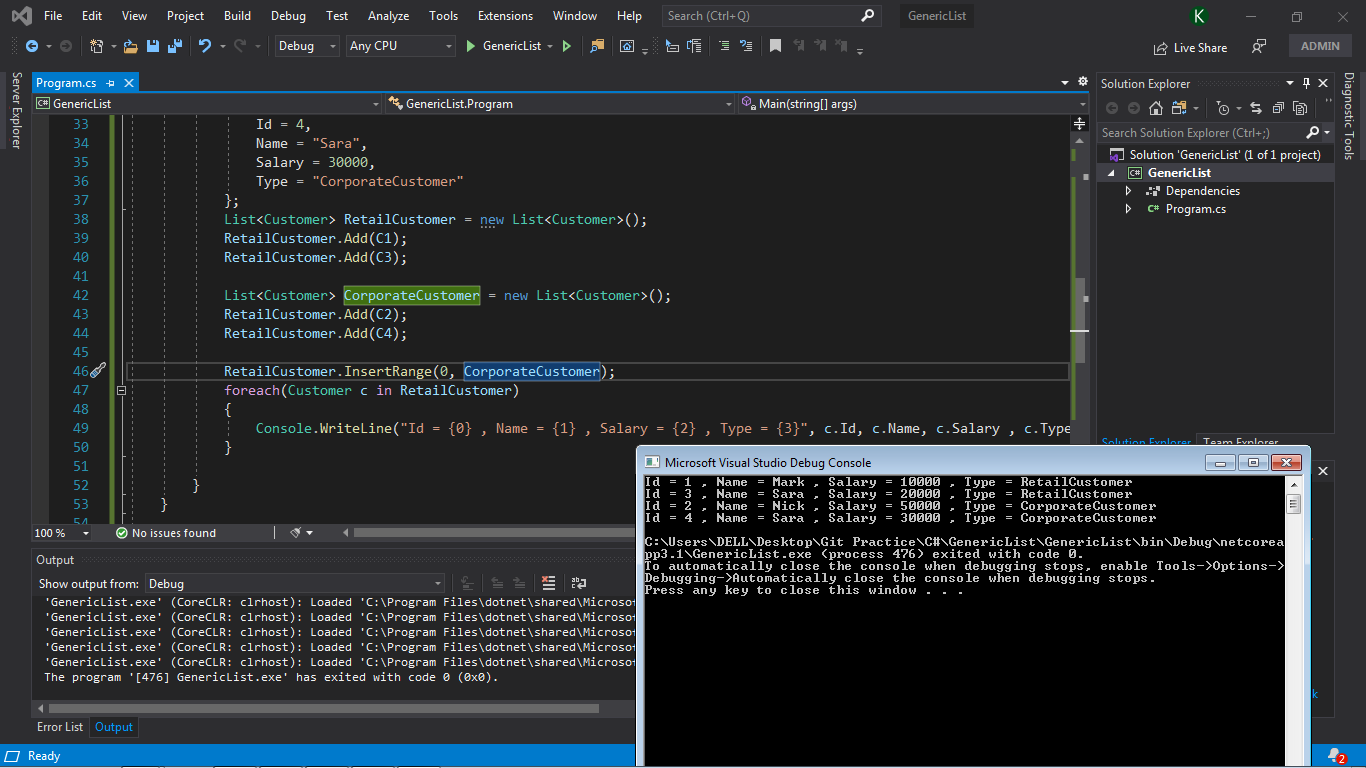 File Edit View Project Build Debug Test Analyze Tools Extensions Window Help Search (Ctrl+Q) GenericList K
Debug Any CPU GenericList Live Share ADMIN
Server Explorer
Program.cs
GenericList GenericList.Program Main(string[] args)
33 Id = 4,
34 Name = "Sara",
35 Salary = 30000,
36 Type = "CorporateCustomer"
37 };
38 List<Customer> RetailCustomer = new List<Customer>();
39 RetailCustomer.Add(C1);
40 RetailCustomer.Add(C3);
41
42 List<Customer> CorporateCustomer = new List<Customer>();
43 RetailCustomer.Add(C2);
44 RetailCustomer.Add(C4);
45
46 RetailCustomer.InsertRange(0, CorporateCustomer);
47 foreach(Customer c in RetailCustomer)
48 {
49 Console.WriteLine("Id = {0} , Name = {1} , Salary = {2} , Type = {3}", c.Id, c.Name, c.Salary , c.Type
50 }
51
52 }
53 }
54
100 % No issues found
Solution Explorer
Search Solution Explorer (Ctrl+;)
Solution 'GenericList' (1 of 1 project)
C# GenericList
Dependencies
C# Program.cs
Solution Explorer Team Explorer
Diagnostic Tools
Output
Show output from: Debug
'GenericList.exe' (CoreCLR: clrhost): Loaded 'C:\Program Files\dotnet\shared\Microsof
'GenericList.exe' (CoreCLR: clrhost): Loaded 'C:\Program Files\dotnet\shared\Microsof
'GenericList.exe' (CoreCLR: clrhost): Loaded 'C:\Program Files\dotnet\shared\Microsof
'GenericList.exe' (CoreCLR: clrhost): Loaded 'C:\Program Files\dotnet\shared\Microsof
'GenericList.exe' (CoreCLR: clrhost): Loaded 'C:\Program Files\dotnet\shared\Microsof
The program '[476] GenericList.exe' has exited with code 0 (0x0).
Error List Output
Ready
2
Microsoft Visual Studio Debug Console
Id = 1 , Name = Mark , Salary = 10000 , Type = RetailCustomer
Id = 3 , Name = Sara , Salary = 20000 , Type = RetailCustomer
Id = 2 , Name = Nick , Salary = 50000 , Type = CorporateCustomer
Id = 4 , Name = Sara , Salary = 30000 , Type = CorporateCustomer
C:\Users\DELL\Desktop\Git Practice\C#\GenericList\GenericList\bin\Debug\netcorea
pp3.1\GenericList.exe (process 476) exited with code 0.
To automatically close the console when debugging stops, enable Tools->Options->
Debugging->Automatically close the console when debugging stops.
Press any key to close this window . . .